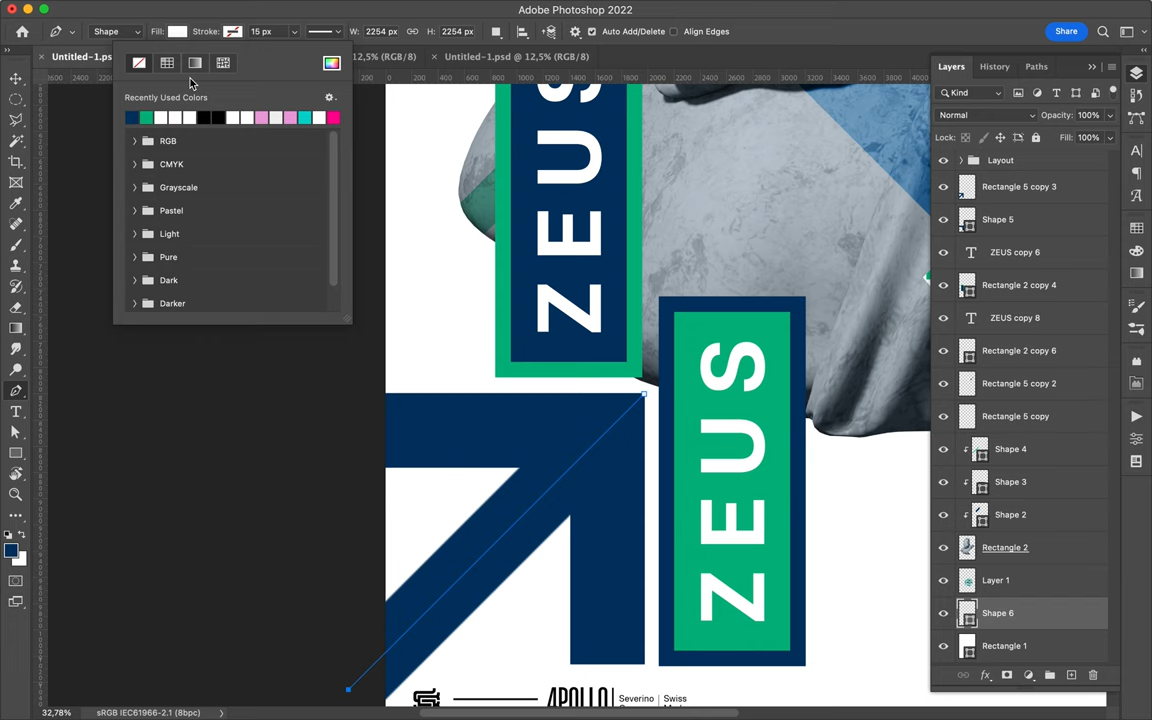 Adobe Photoshop 2022
Shape
Fill:
Stroke:
15 px
W: 2254 px
H: 2254 px
Auto Add/Delete
Align Edges
Share
Untitled-1.ps
12,5% (RGB/8)
Untitled-1.psd @ 12,5% (RGB/8)
Recently Used Colors
RGB
CMYK
Grayscale
Pastel
Light
Pure
Dark
Darker
ZEUS
ZEUS
APOLLO
Severino | Swiss
Layers
History
Paths
Kind
Normal
Opacity: 100%
Lock:
Fill: 100%
Layout
Rectangle 5 copy 3
Shape 5
ZEUS copy 6
Rectangle 2 copy 4
ZEUS copy 8
Rectangle 2 copy 6
Rectangle 5 copy 2
Rectangle 5 copy
Shape 4
Shape 3
Shape 2
Rectangle 2
Layer 1
Shape 6
Rectangle 1
32,78%
sRGB IEC61966-2.1 (8bpc)